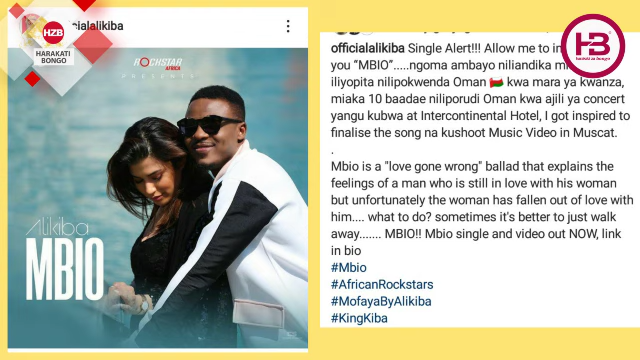 HZB
HARAKATI
BONGO
cialalikiba
ROCKSTAR
AFRICA
PRESENTS
Alikiba
MBIO
HB
officialalikiba Single Alert!!! Allow me to in
you “MBIO”.....ngoma ambayo niliandika mi
iliyopita nilipokwenda Oman 🇴🇲 kwa mara ya kwanza,
miaka 10 baadae niliporudi Oman kwa ajili ya concert
yangu kubwa at Intercontinental Hotel, I got inspired to
finalise the song na kushoot Music Video in Muscat.
.
Mbio is a "love gone wrong" ballad that explains the
feelings of a man who is still in love with his woman
but unfortunately the woman has fallen out of love with
him.... what to do? sometimes it's better to just walk
away....... MBIO!! Mbio single and video out NOW, link
in bio
#Mbio
#AfricanRockstars
#MofayaByAlikiba
#KingKiba